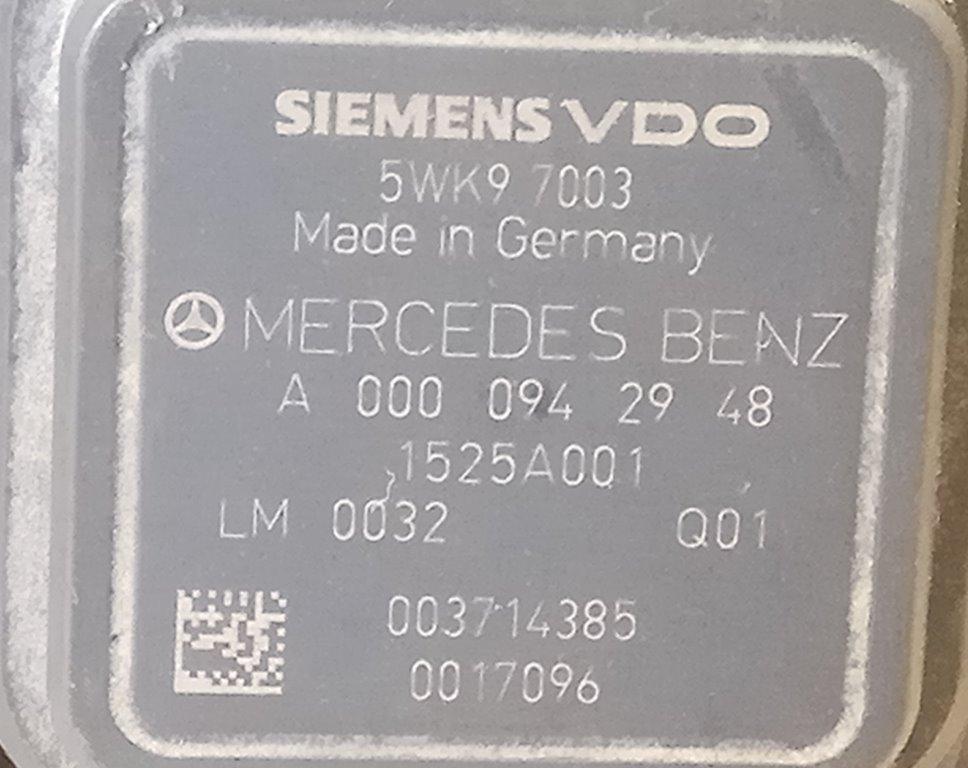 SIEMENS VDO
5WK9 7003
Made in Germany
MERCEDES BENZ
A 000 094 29 48
1525A001
LM 0032 Q01
003714385
0017096